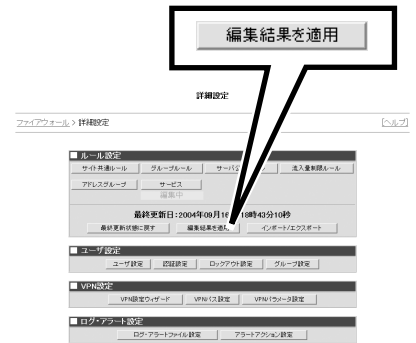 編集結果を適用
詳細設定
ファイアウォール > 詳細設定
[ヘルプ]
■ ルール設定
サイト共通ルール グループルール サーバ公 流入量制限ルール
アドレスグループ サービス
編集中
最終更新日:2004年09月16 18時43分10秒
最終更新状態に戻す 編集結果を適用 インポート/エクスポート
■ ユーザ設定
ユーザ設定 認証設定 ロックアウト設定 グループ設定
■ VPN設定
VPN設定ウィザード VPNパス設定 VPNパラメータ設定
■ ログ・アラート設定
ログ・アラートファイル設定 アラートアクション設定